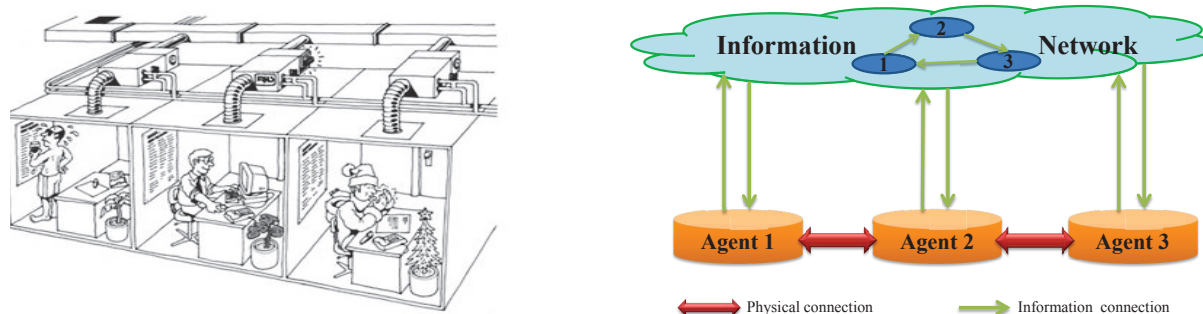 Information
Network
2
1
3
Agent 1
Agent 2
Agent 3
Physical connection
Information connection